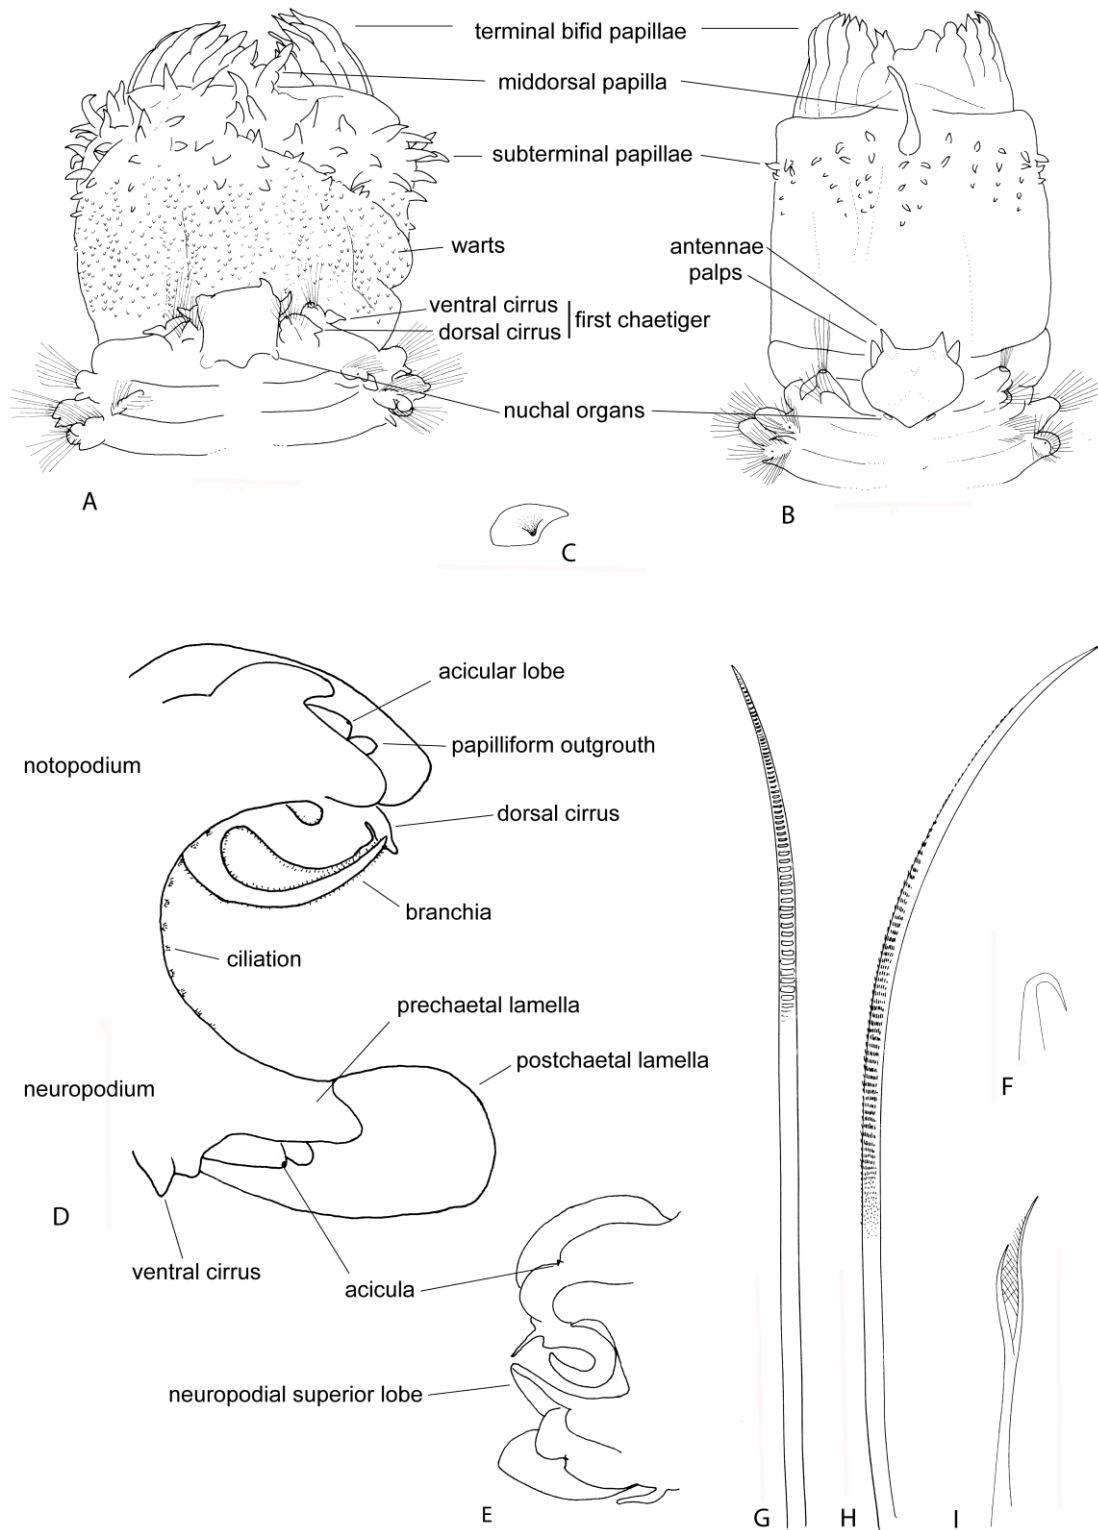 terminal bifid papillae
middorsal papilla
subterminal papillae
warts
antennae
palps
ventral cirrus
dorsal cirrus
first chaetiger
nuchal organs
A
B
C
acicular lobe
papilliform outgrouth
notopodium
dorsal cirrus
branchia
ciliation
prechaetal lamella
postchaetal lamella
neuropodium
F
D
ventral cirrus
acicula
neuropodial superior lobe
E
G
H
I